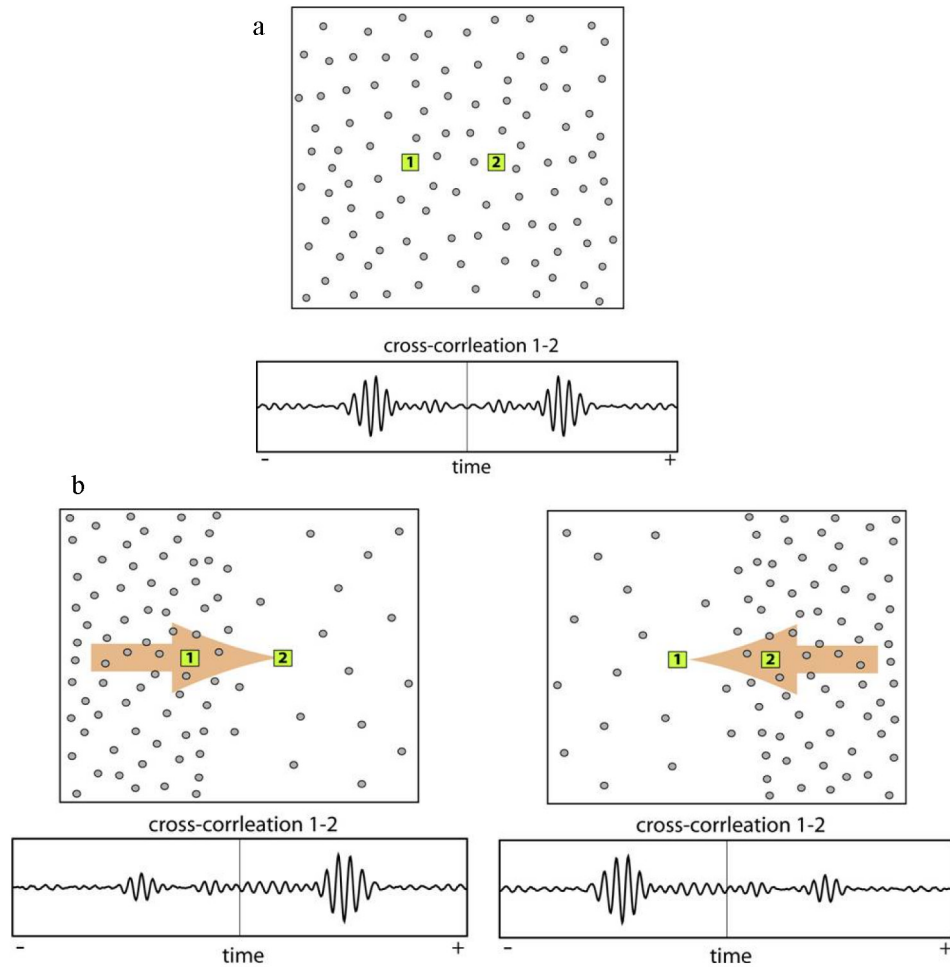 a
1 2
cross-corrleation 1-2
- time +
b
1 2
1 2
cross-corrleation 1-2
- time +
cross-corrleation 1-2
- time +